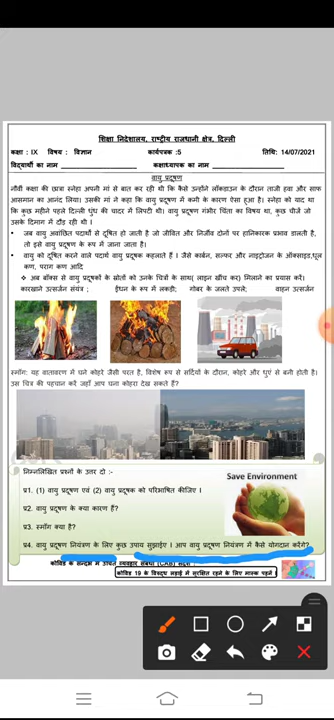 शिक्षा निदेशालय, राष्ट्रीय राजधानी क्षेत्र, दिल्ली
कक्षा : IX विषय : विज्ञान कार्यपत्रक :5 तिथि: 14/07/2021
विद्यार्थी का नाम कक्षाध्यापक का नाम
वायु प्रदूषण
नौवीं कक्षा की छात्रा स्नेहा अपनी मां से बात कर रही थी कि कैसे उन्होंने लॉकडाउन के दौरान ताजी हवा और साफ
आसमान का आनंद लिया। उसकी मां ने कहा कि वायु प्रदूषण में कमी के कारण ऐसा हुआ है। स्नेहा को याद था
कि कुछ महीने पहले दिल्ली धुंध की चादर में लिपटी थी। वायु प्रदूषण गंभीर चिंता का विषय था, कुछ चीजें जो
उसके दिमाग में दौड़ रही थी ।
जब वायु अवांछित पदार्थों से दूषित हो जाती है जो जीवित और निर्जीव दोनों पर हानिकारक प्रभाव डालती है,
तो इसे वायु प्रदूषण के रूप में जाना जाता है।
वायु को दूषित करने वाले पदार्थ वायु प्रदूषक कहलाते हैं । जैसे कार्बन, सल्फर और नाइट्रोजन के ऑक्साइड,धूल
कण, पराग कण आदि
अब बॉक्स से वायु प्रदूषकों के स्रोतों को उनके चित्रों के साथ( लाइन खींच कर) मिलाने का प्रयास करें।
कारखाने उत्सर्जन संयंत्र ; ईंधन के रूप में लकड़ी; गोबर के जलते उपले; वाहन उत्सर्जन
स्मॉग: यह वातावरण में घने कोहरे जैसी परत है, विशेष रूप से सर्दियों के दौरान, कोहरे और धुएं से बनी होती है।
उस चित्र की पहचान करें जहाँ आप घना कोहरा देख सकते हैं?
निम्नलिखित प्रश्नों के उत्तर दो :-
Save Environment
प्र1. (1) वायु प्रदूषण एवं (2) वायु प्रदूषक को परिभाषित कीजिए ।
प्र2. वायु प्रदूषण के क्या कारण हैं?
प्र3. स्मॉग क्या है?
प्र4. वायु प्रदूषण नियंत्रण के लिए कुछ उपाय सुझाईए । आप वायु प्रदूषण नियंत्रण में कैसे योगदान करेंगे?
कोविड के सन्दर्भ में उचित व्यवहार संबंधी (CAB) संदेश :
कोविड 19 के विरुद्ध लड़ाई में सुरक्षित रहने के लिए मास्क पहनें ।